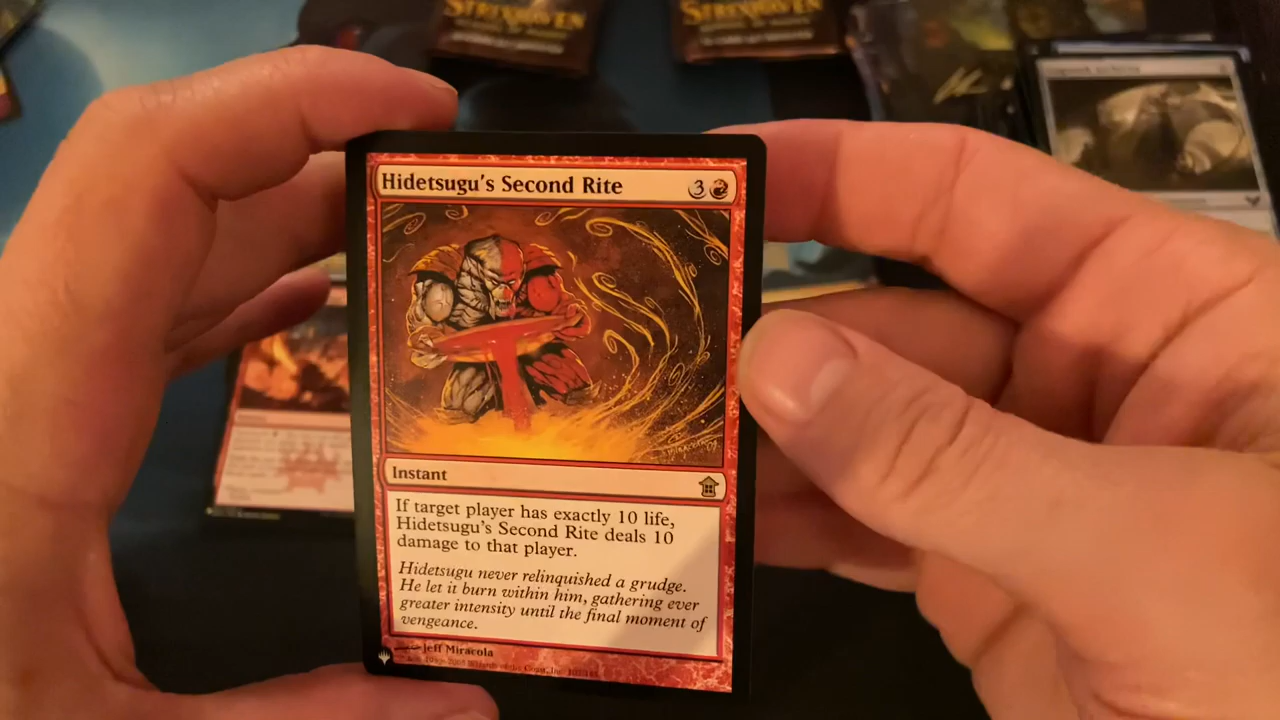 STRIXHAVEN
STRIXHAVEN
Hidetsugu's Second Rite
3
Instant
If target player has exactly 10 life,
Hidetsugu's Second Rite deals 10
damage to that player.
Hidetsugu never relinquished a grudge.
He let it burn within him, gathering ever
greater intensity until the final moment of
vengeance.
Jeff Miracola